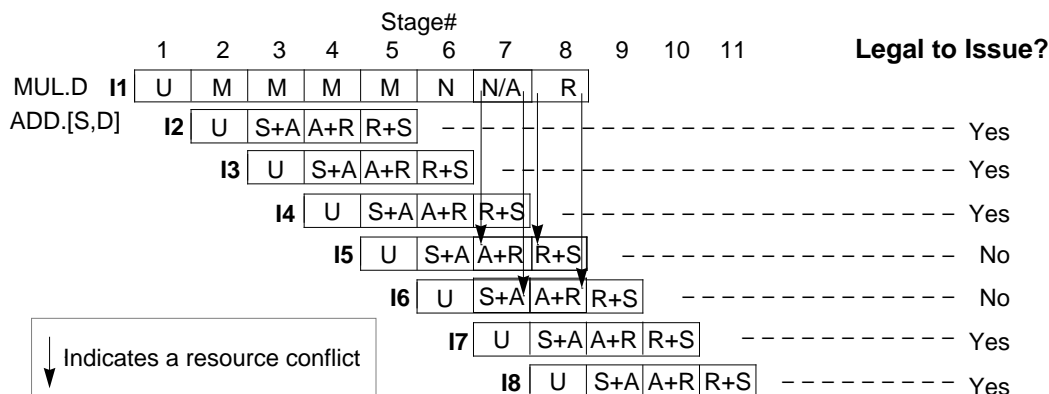 Stage#
1 2 3 4 5 6 7 8 9 10 11 Legal to Issue?
MUL.D I1 U M M M M N N/A R
ADD.[S,D] I2 U S+A A+R R+S Yes
I3 U S+A A+R R+S Yes
I4 U S+A A+R R+S Yes
I5 U S+A A+R R+S No
I6 U S+A A+R R+S No
I7 U S+A A+R R+S Yes
Indicates a resource conflict
I8 U S+A A+R R+S Yes